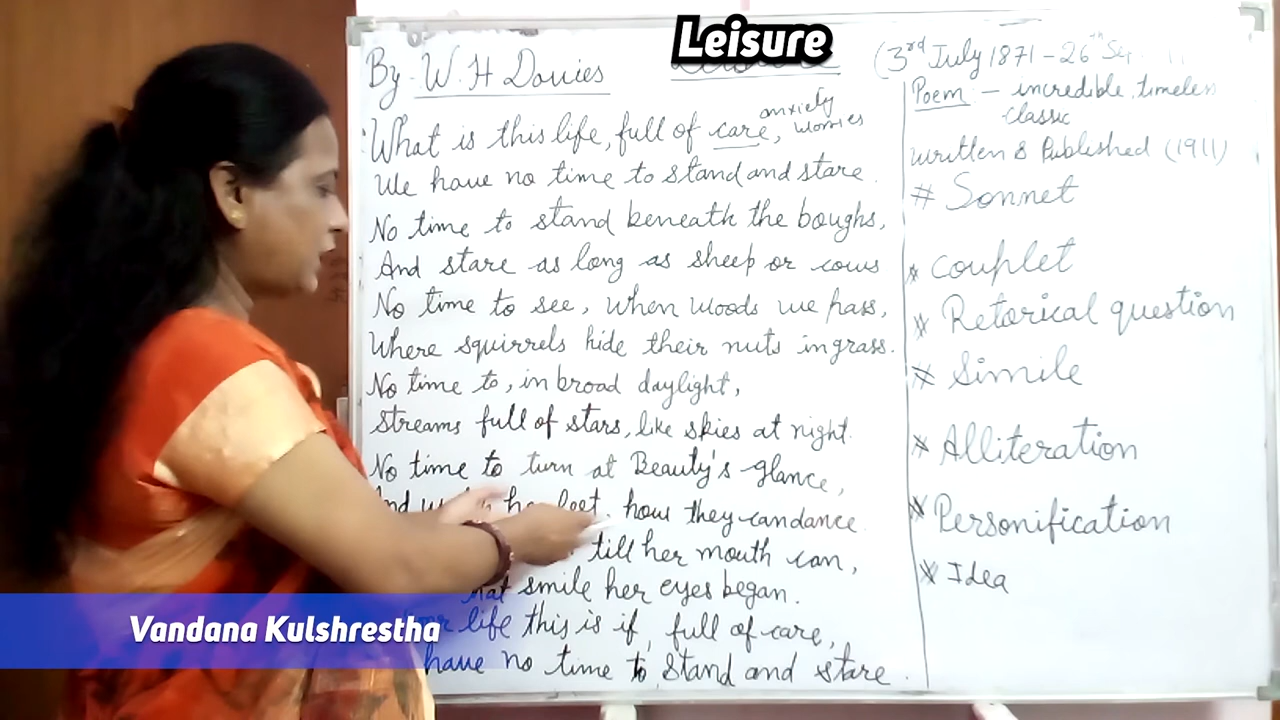 Leisure
By- W. H Davies
(3rd July 1871 - 26th Sep
What is this life, full of care,
anxiety
worries
We have no time to stand and stare.
No time to stand beneath the boughs,
And stare as long as sheep or cows
No time to see, when woods we pass,
Where squirrels hide their nuts in grass.
No time to, in broad daylight,
Streams full of stars, like skies at night.
No time to turn at Beauty's glance,
And her feet, how they can dance.
till her mouth can,
that smile her eyes began.
life this is if, full of care,
have no time to stand and stare.
Poem :- incredible, timeless
classic
written & Published (1911)
# Sonnet
* Couplet
* Retorical question
* Simile
* Alliteration
* Personification
* Idea
Vandana Kulshrestha